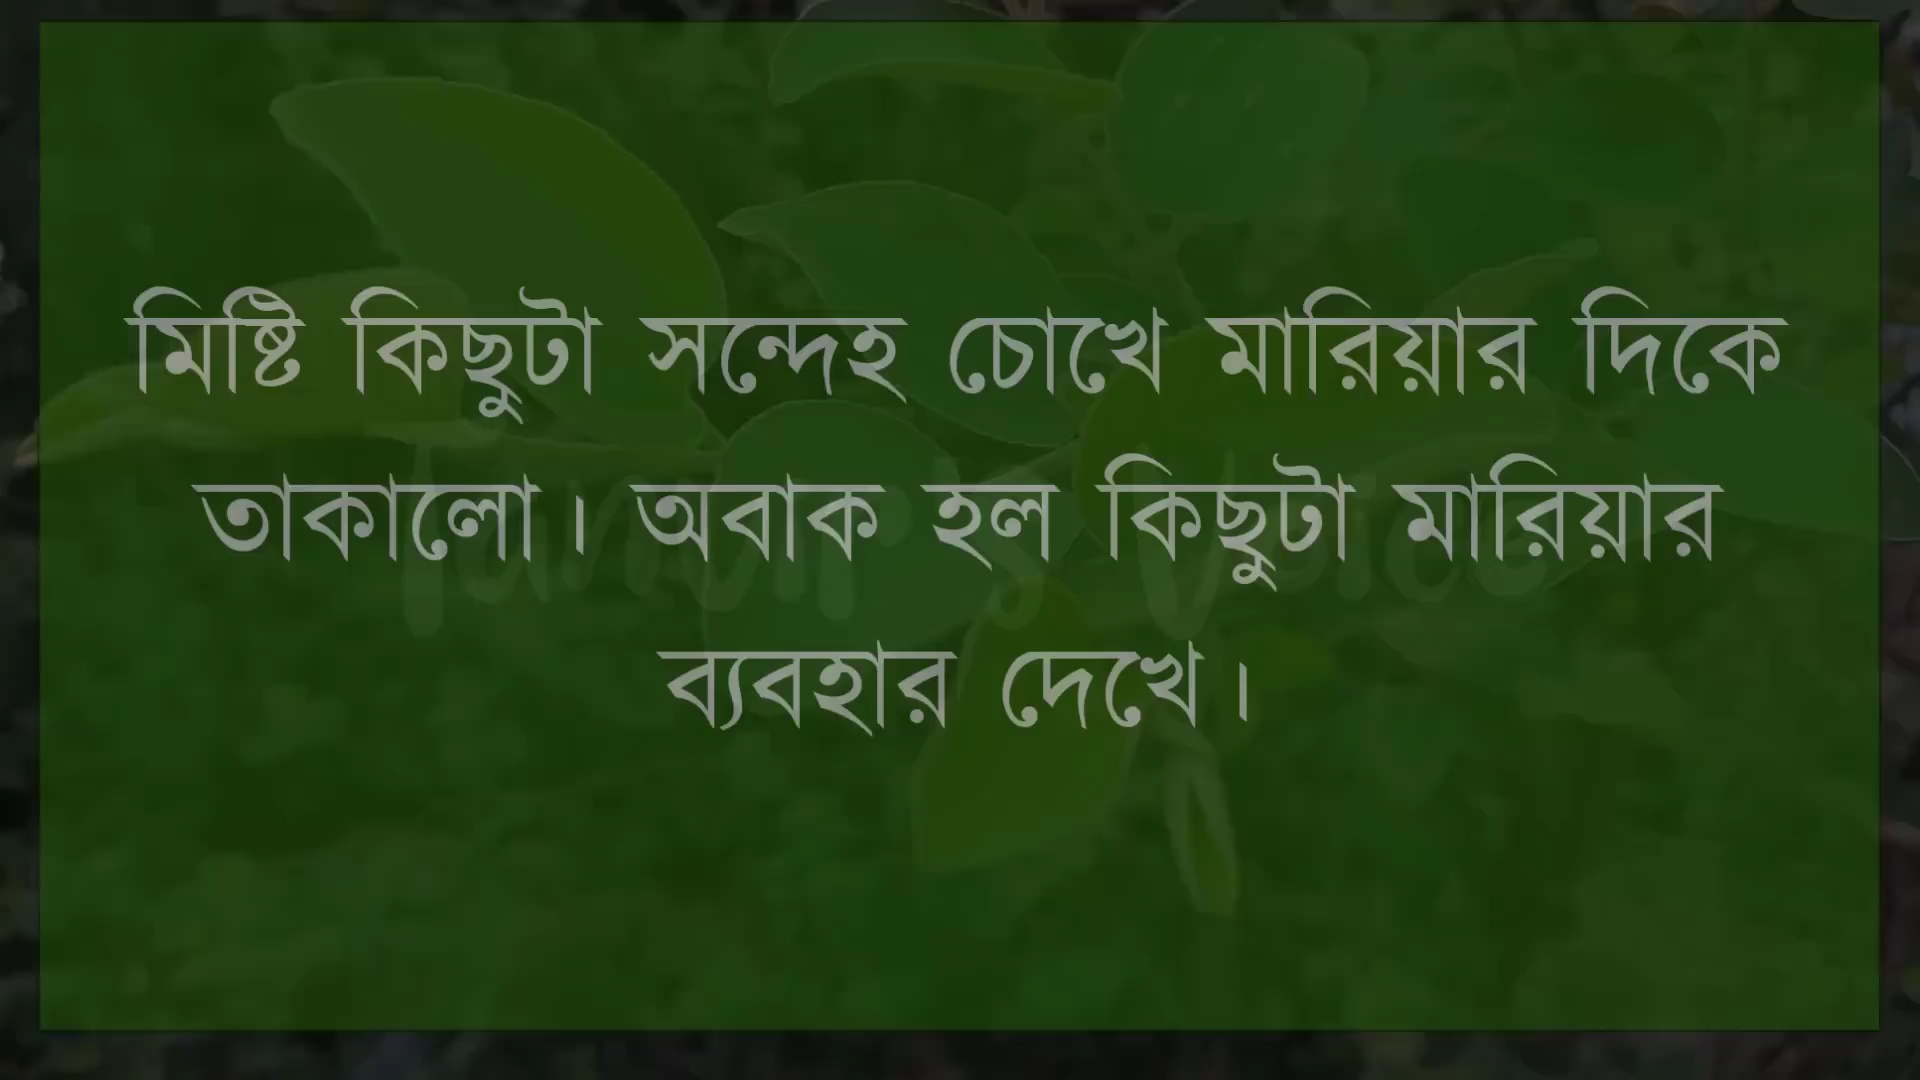 মিষ্টি কিছুটা সন্দেহ চোখে মারিয়ার দিকে
তাকালো। অবাক হল কিছুটা মারিয়ার
ব্যবহার দেখে।